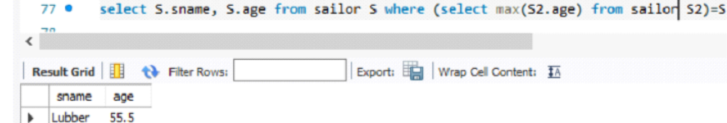 77 select S.sname, S.age from sailor S where (select max(S2.age) from sailor S2)=S
Result Grid Filter Rows: Export: Wrap Cell Content: IA
sname age
Lubber 55.5